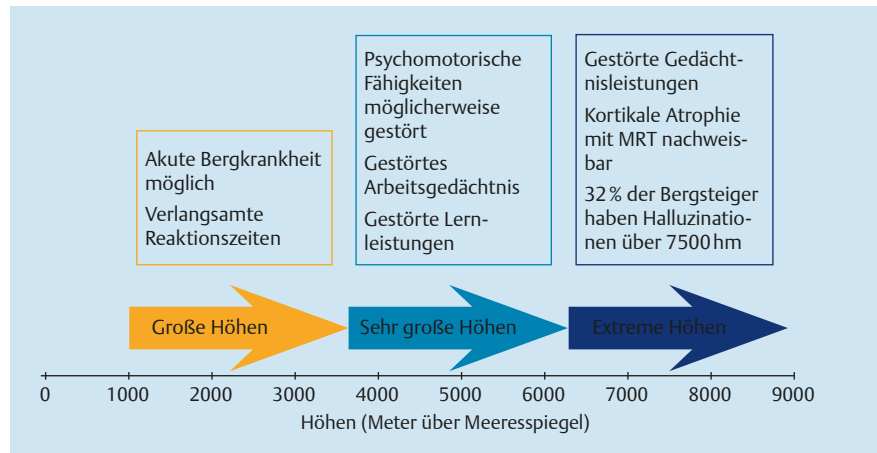 Akute Bergkrankheit
möglich
Verlangsamte
Reaktionszeiten
Psychomotorische
Fähigkeiten
möglicherweise
gestört
Gestörtes
Arbeitsgedächtnis
Gestörte Lern-
leistungen
Gestörte Gedächt-
nisleistungen
Kortikale Atrophie
mit MRT nachweis-
bar
32 % der Bergsteiger
haben Halluzinatio-
nen über 7500 hm
Große Höhen
Sehr große Höhen
Extreme Höhen
0 1000 2000 3000 4000 5000 6000 7000 8000 9000
Höhen (Meter über Meeresspiegel)